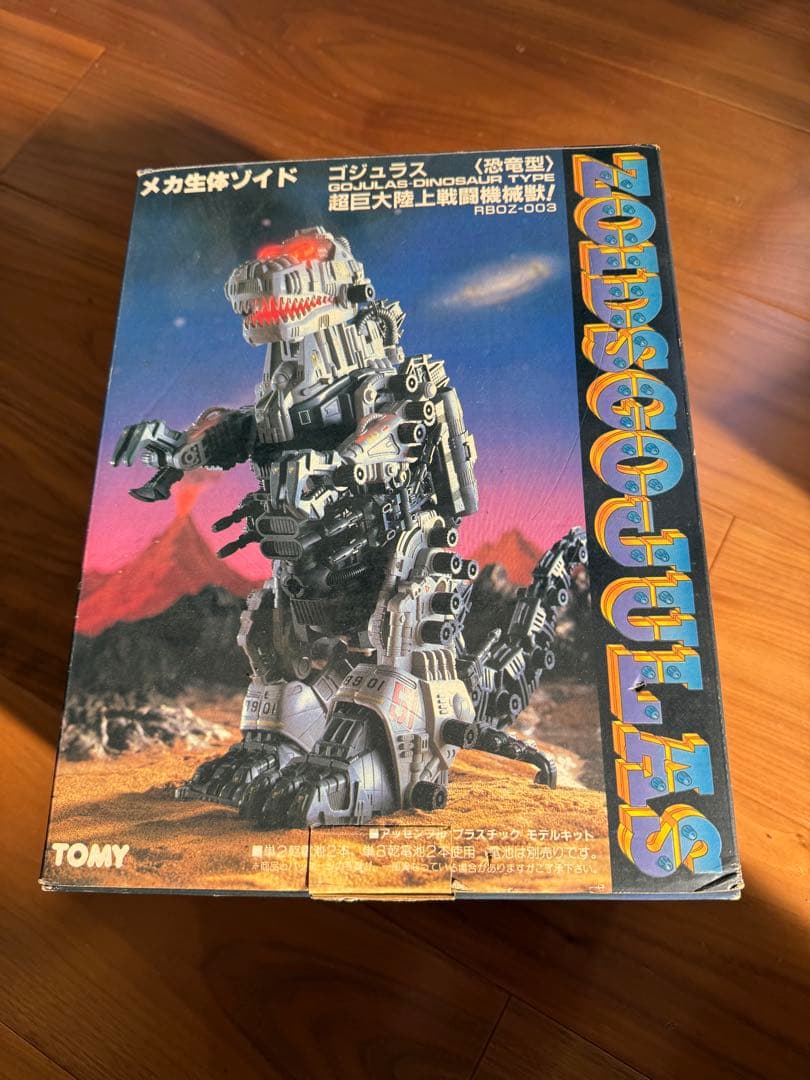 メカ生体ゾイド
ゴジュラス 〈恐竜型〉
GOJULAS-DINOSAUR TYPE
超巨大陸上戦闘機械獣!
RBOZ-003
ZOIDS GOJULAS
1061
1068
51
■アッセンブル プラスチック モデルキット
■単2乾電池2本、単3乾電池2本使用 電池は別売りです。
TOMY